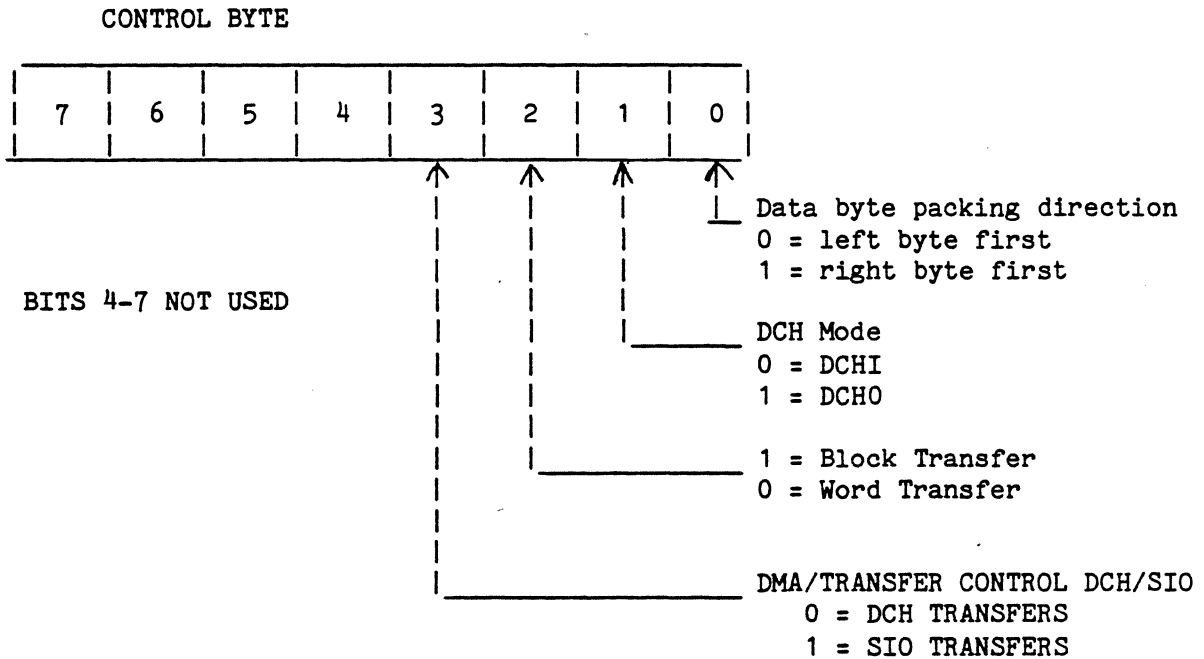 CONTROL BYTE
7 6 5 4 3 2 1 0
Data byte packing direction
0 = left byte first
1 = right byte first
BITS 4-7 NOT USED
DCH Mode
0 = DCHI
1 = DCHO
1 = Block Transfer
0 = Word Transfer
DMA/TRANSFER CONTROL DCH/SIO
0 = DCH TRANSFERS
1 = SIO TRANSFERS